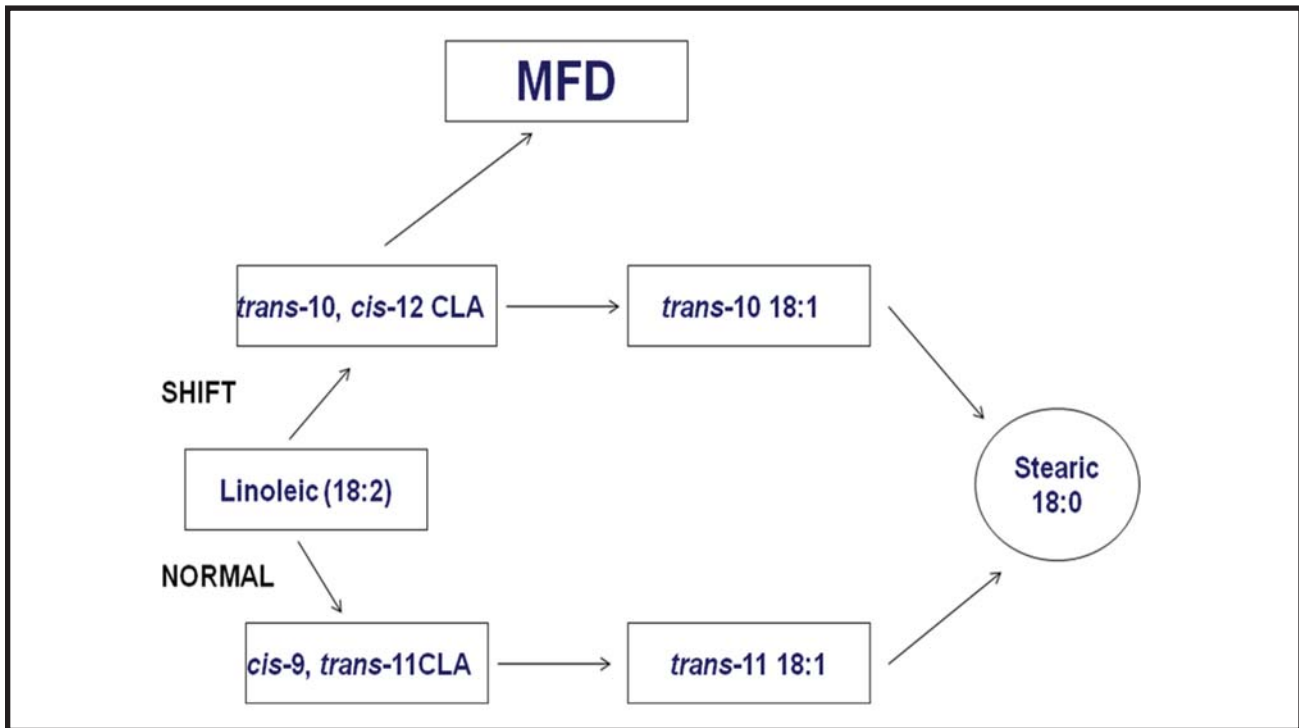 MFD
trans-10, cis-12 CLA
trans-10 18:1
SHIFT
Linoleic (18:2)
Stearic
18:0
NORMAL
cis-9, trans-11CLA
trans-11 18:1